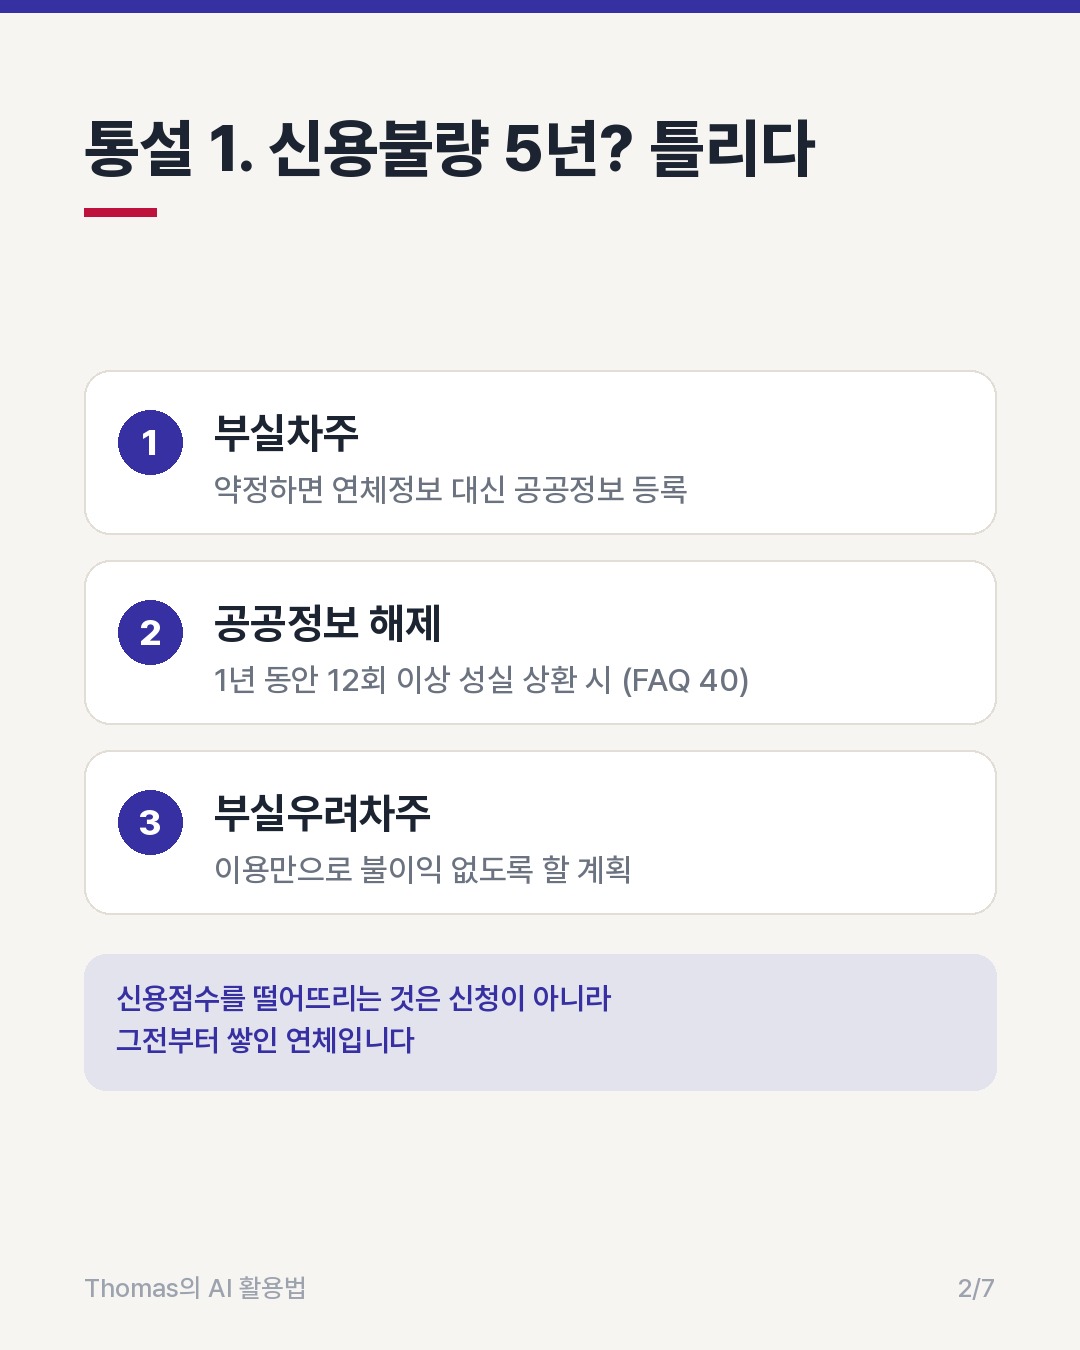 통설 1. 신용불량 5년? 틀리다
1
부실차주
약정하면 연체정보 대신 공공정보 등록
2
공공정보 해제
1년 동안 12회 이상 성실 상환 시 (FAQ 40)
3
부실우려차주
이용만으로 불이익 없도록 할 계획
신용점수를 떨어뜨리는 것은 신청이 아니라
그전부터 쌓인 연체입니다
Thomas의 AI 활용법
2/7